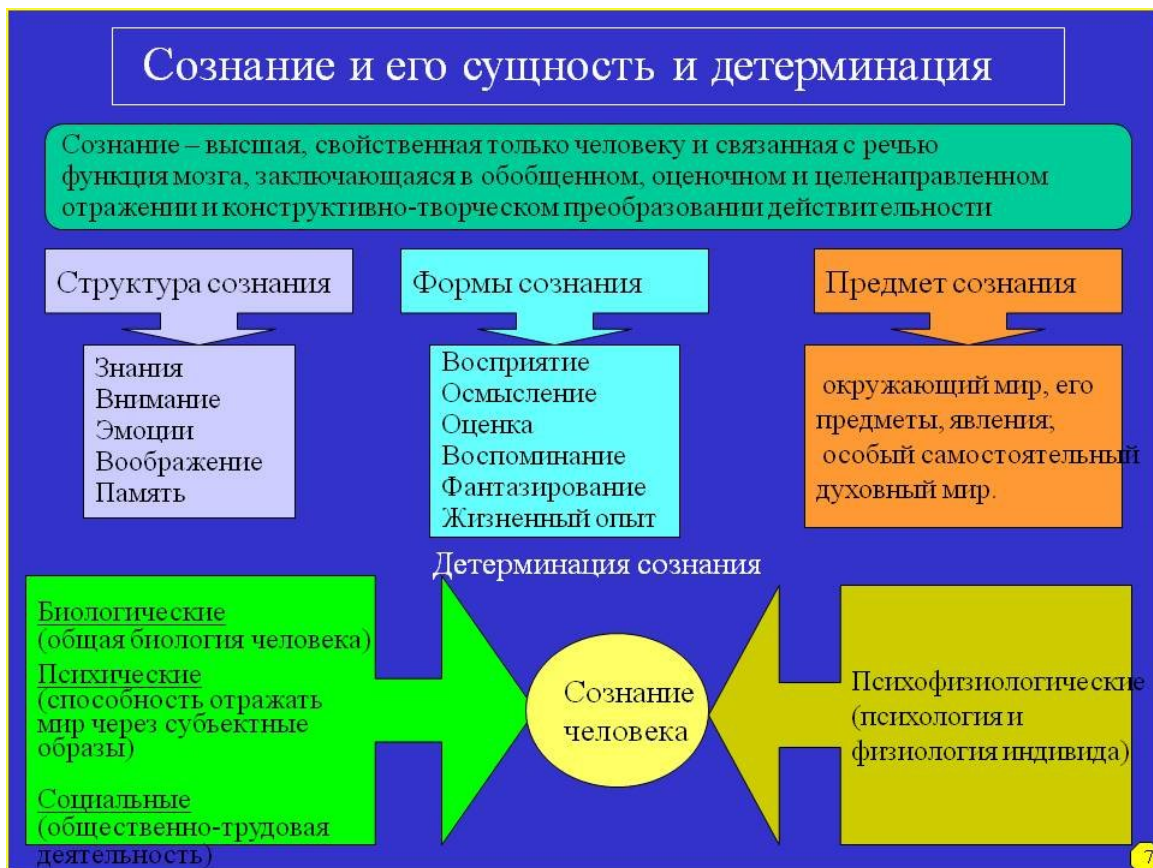 Сознание и его сущность и детерминация
Сознание – высшая, свойственная только человеку и связанная с речью
функция мозга, заключающаяся в обобщенном, оценочном и целенаправленном
отражении и конструктивно-творческом преобразовании действительности
Структура сознания
Знания
Внимание
Эмоции
Воображение
Память
Формы сознания
Восприятие
Осмысление
Оценка
Воспоминание
Фантазирование
Жизненный опыт
Предмет сознания
окружающий мир, его
предметы, явления;
особый самостоятельный
духовный мир.
Детерминация сознания
Биологические
(общая биология человека)
Психические
(способность отражать
мир через субъектные
образы)
Социальные
(общественно-трудовая
деятельность)
Сознание
человека
Психофизиологические
(психология и
физиология индивида)
7